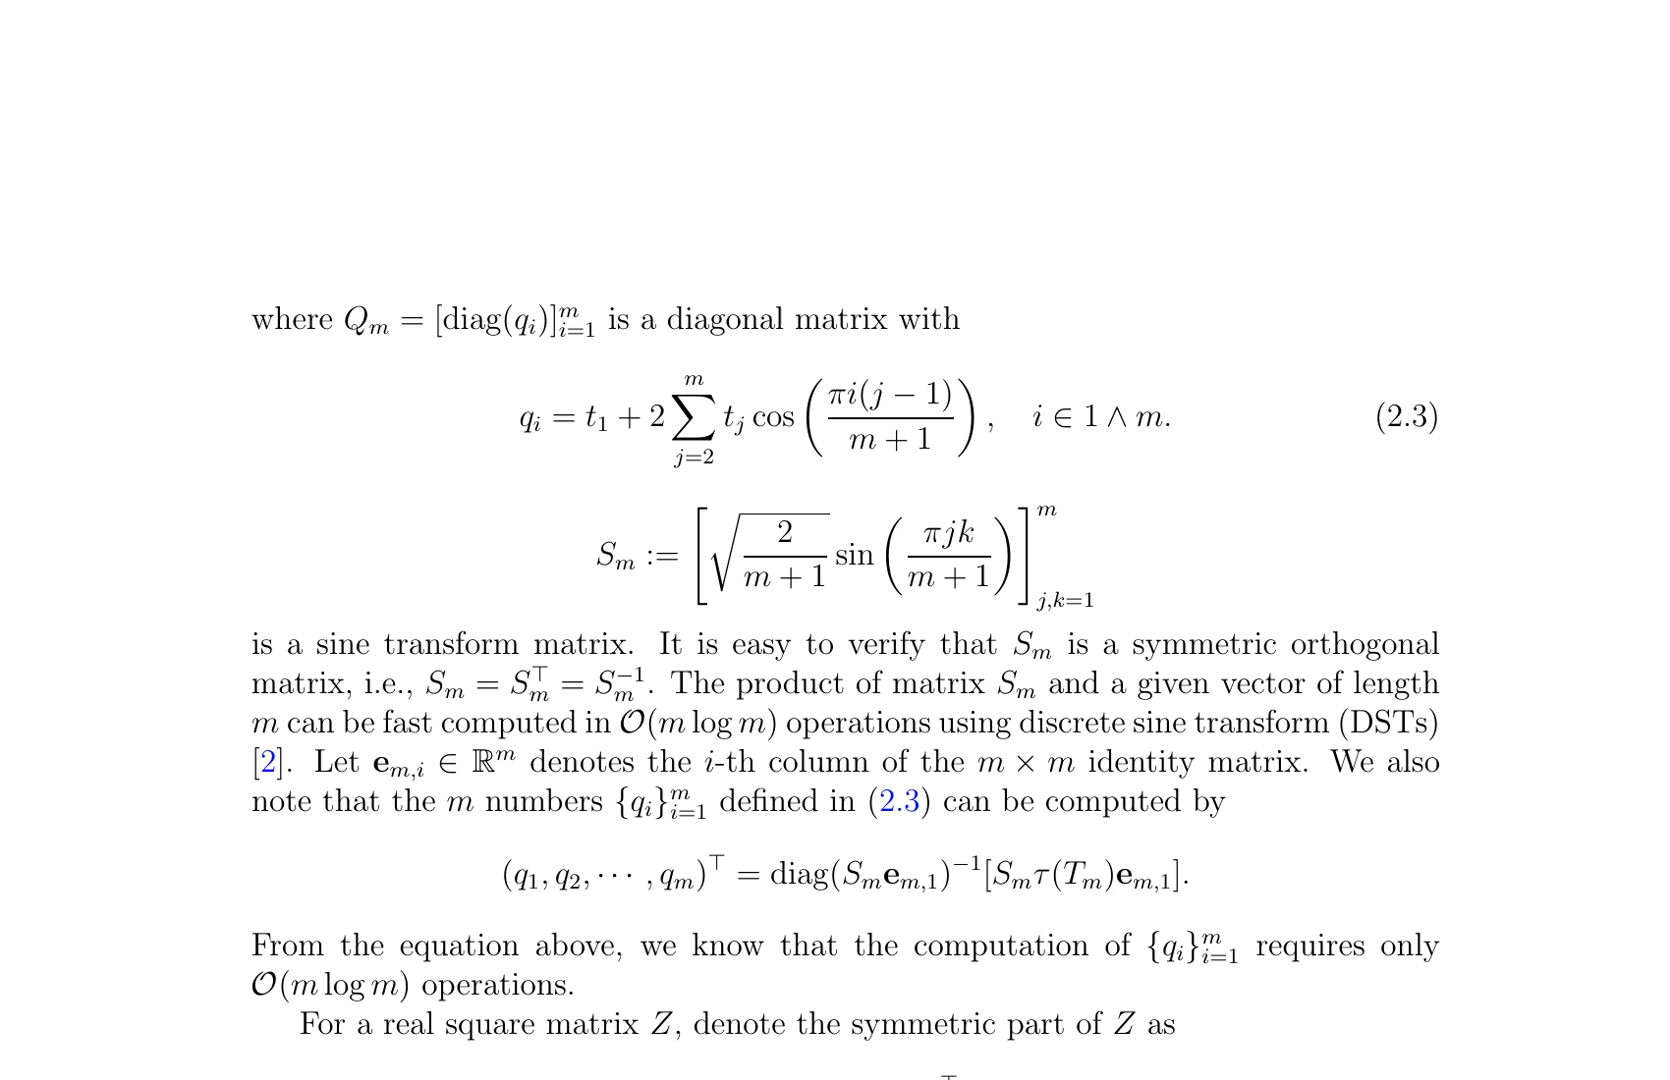 where $Q_m = [\mathrm{diag}(q_i)]_{i=1}^{m}$ is a diagonal matrix with
$q_i = t_1 + 2 \sum_{j=2}^{m} t_j \cos\left(\frac{\pi i(j-1)}{m+1}\right), \quad i \in 1 \wedge m.$ (2.3)
$S_m := \left[\sqrt{\frac{2}{m+1}} \sin\left(\frac{\pi jk}{m+1}\right)\right]_{j,k=1}^{m}$
is a sine transform matrix. It is easy to verify that $S_m$ is a symmetric orthogonal
matrix, i.e., $S_m = S_m^{\top} = S_m^{-1}$. The product of matrix $S_m$ and a given vector of length
$m$ can be fast computed in $\mathcal{O}(m \log m)$ operations using discrete sine transform (DSTs)
[2]. Let $\mathbf{e}_{m,i} \in \mathbb{R}^m$ denotes the $i$-th column of the $m \times m$ identity matrix. We also
note that the $m$ numbers $\{q_i\}_{i=1}^{m}$ defined in (2.3) can be computed by
$(q_1, q_2, \cdots, q_m)^{\top} = \mathrm{diag}(S_m \mathbf{e}_{m,1})^{-1}[S_m \tau(T_m) \mathbf{e}_{m,1}].$
From the equation above, we know that the computation of $\{q_i\}_{i=1}^{m}$ requires only
$\mathcal{O}(m \log m)$ operations.
For a real square matrix $Z$, denote the symmetric part of $Z$ as